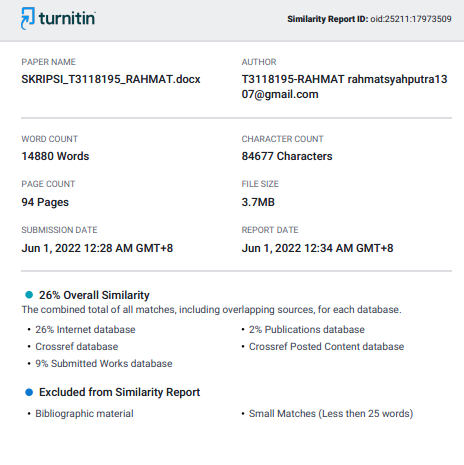 turnitin
Similarity Report ID: oid:25211:17973509
PAPER NAME
SKRIPSI_T3118195_RAHMAT.docx
AUTHOR
T3118195-RAHMAT rahmatsyahputra13
07@gmail.com
WORD COUNT
14880 Words
CHARACTER COUNT
84677 Characters
PAGE COUNT
94 Pages
FILE SIZE
3.7MB
SUBMISSION DATE
Jun 1, 2022 12:28 AM GMT+8
REPORT DATE
Jun 1, 2022 12:34 AM GMT+8
● 26% Overall Similarity
The combined total of all matches, including overlapping sources, for each database.
• 26% Internet database
• 2% Publications database
• Crossref database
• Crossref Posted Content database
• 9% Submitted Works database
● Excluded from Similarity Report
• Bibliographic material
• Small Matches (Less then 25 words)